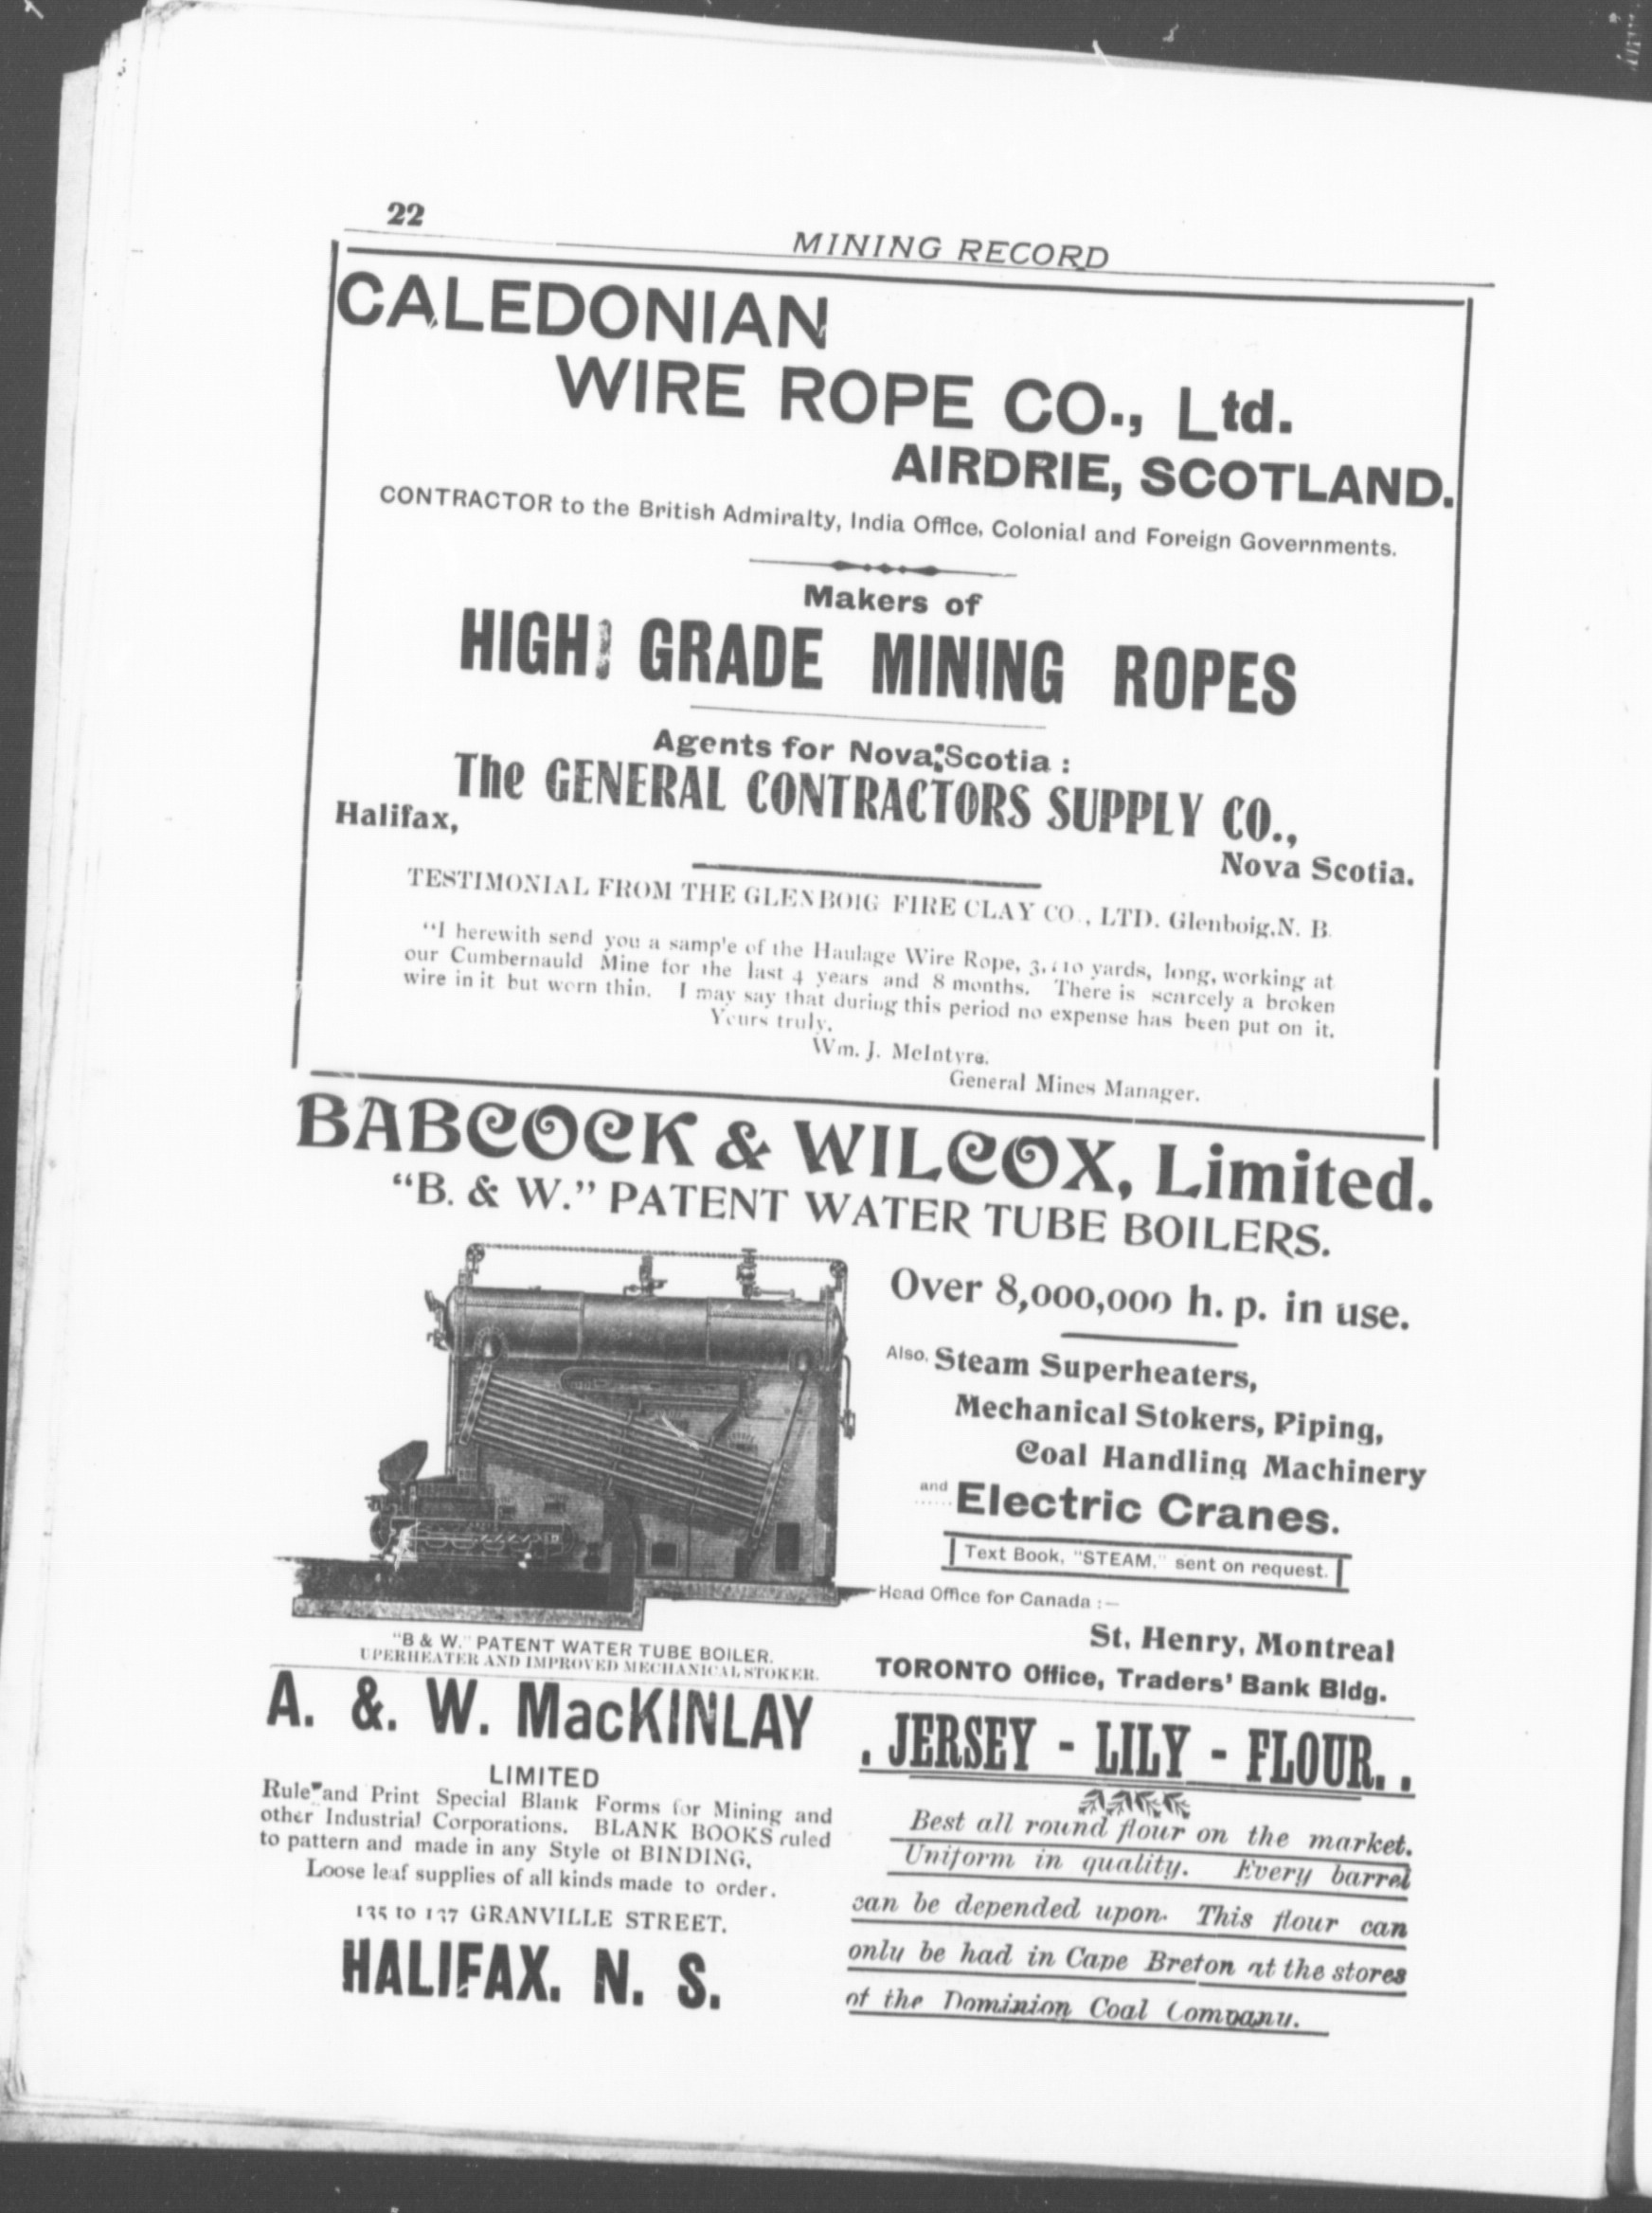 22
MINING RECORD
CALEDONIAN
WIRE ROPE CO., Ltd.
AIRDRIE, SCOTLAND.
CONTRACTOR to the British Admiralty, India Office, Colonial and Foreign Governments.
Makers of
HIGH GRADE MINING ROPES
Agents for Nova Scotia :
The GENERAL CONTRACTORS SUPPLY CO.,
Halifax,
Nova Scotia.
TESTIMONIAL FROM THE GLENBOIG FIRE CLAY CO., LTD. Glenboig, N. B.
"I herewith send you a sample of the Haulage Wire Rope, yards, long, working at
our Cumbernauld Mine for the last 4 years and 8 months. There is scarcely a broken
wire in it but worn thin. I may say that during this period no expense has been put on it.
Yours truly,
Wm. J. McIntyre.
General Mines Manager.
BABCOCK & WILCOX, Limited.
"B. & W." PATENT WATER TUBE BOILERS.
Over 8,000,000 h. p. in use.
Also, Steam Superheaters,
Mechanical Stokers, Piping,
Coal Handling Machinery
and Electric Cranes.
Text Book, "STEAM," sent on request.
Head Office for Canada :—
St. Henry, Montreal
TORONTO Office, Traders' Bank Bldg.
"B & W." PATENT WATER TUBE BOILER.
UPERHEATER AND IMPROVED MECHANICAL STOKER.
A. &. W. MacKINLAY
LIMITED
Rule and Print Special Blank Forms for Mining and
other Industrial Corporations. BLANK BOOKS ruled
to pattern and made in any Style of BINDING,
Loose leaf supplies of all kinds made to order.
135 to 137 GRANVILLE STREET.
HALIFAX. N. S.
. JERSEY - LILY - FLOUR. .
Best all round flour on the market.
Uniform in quality. Every barrel
can be depended upon. This flour can
only be had in Cape Breton at the stores
of the Dominion Coal Company.